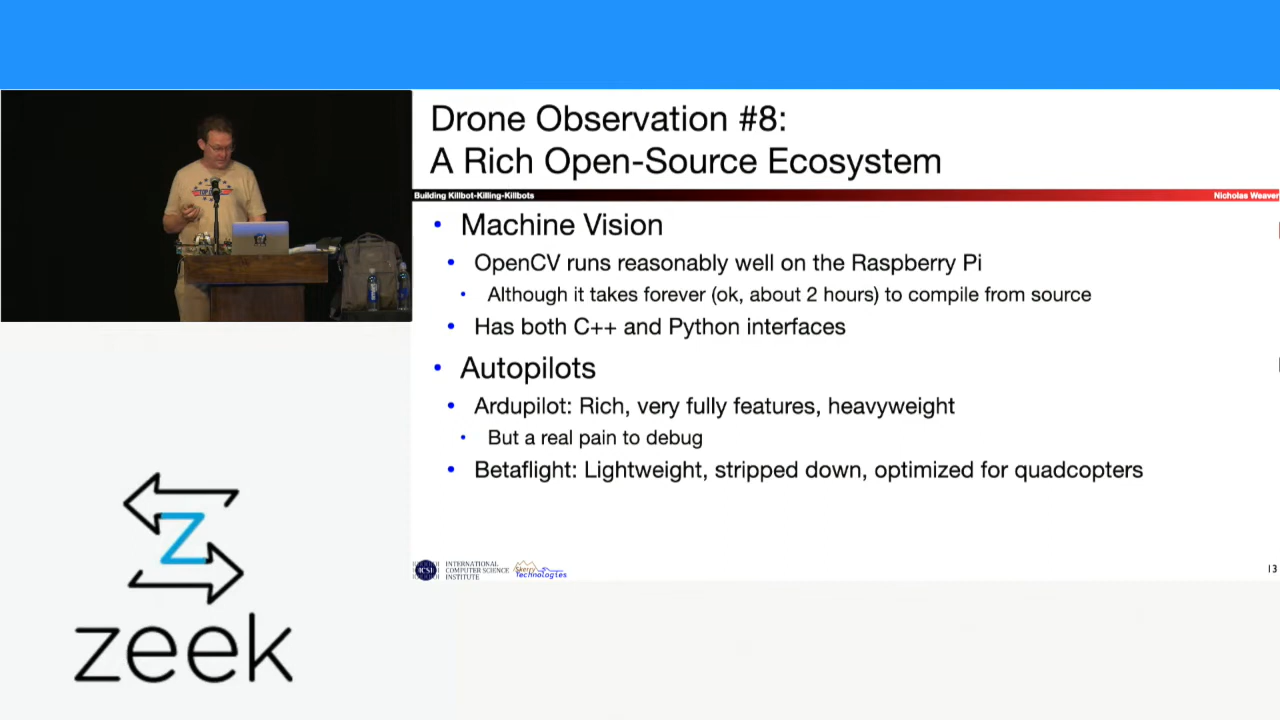 Drone Observation #8:
A Rich Open-Source Ecosystem
Building Killbot-Killing-Killbots
Nicholas Weaver
• Machine Vision
• OpenCV runs reasonably well on the Raspberry Pi
• Although it takes forever (ok, about 2 hours) to compile from source
• Has both C++ and Python interfaces
• Autopilots
• Ardupilot: Rich, very fully features, heavyweight
• But a real pain to debug
• Betaflight: Lightweight, stripped down, optimized for quadcopters
ICSI
INTERNATIONAL
COMPUTER SCIENCE
INSTITUTE
Skerry
Technologies
13
Z
zeek